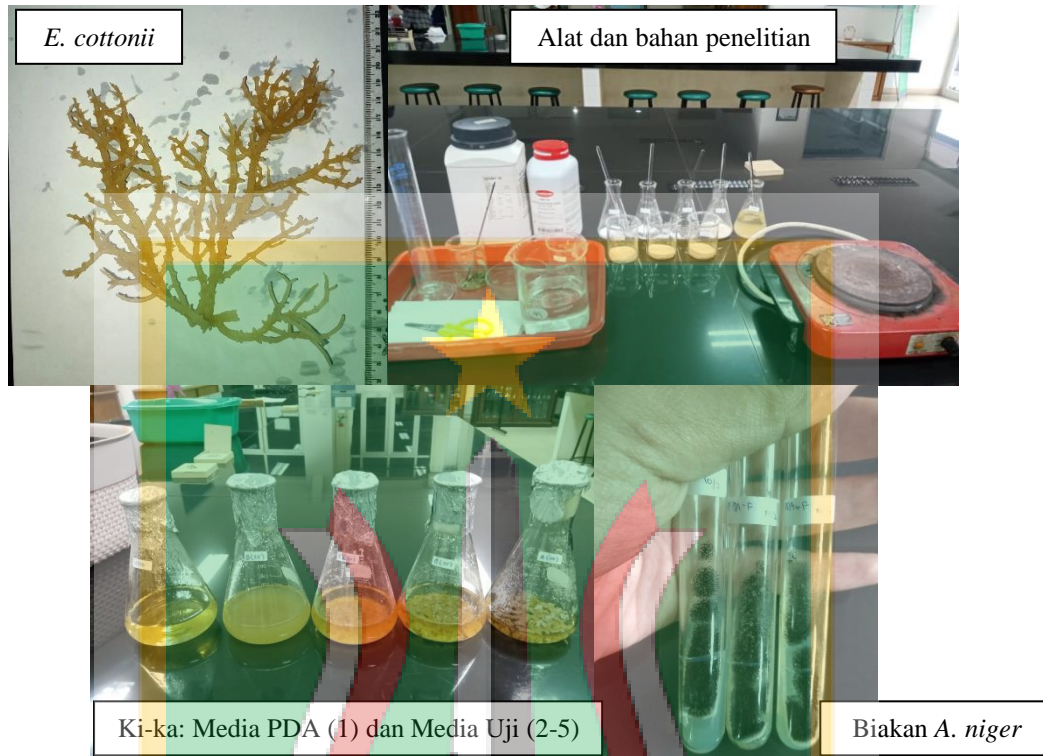 E. cottonii
Alat dan bahan penelitian
Ki-ka: Media PDA (1) dan Media Uji (2-5)
Biakan A. niger